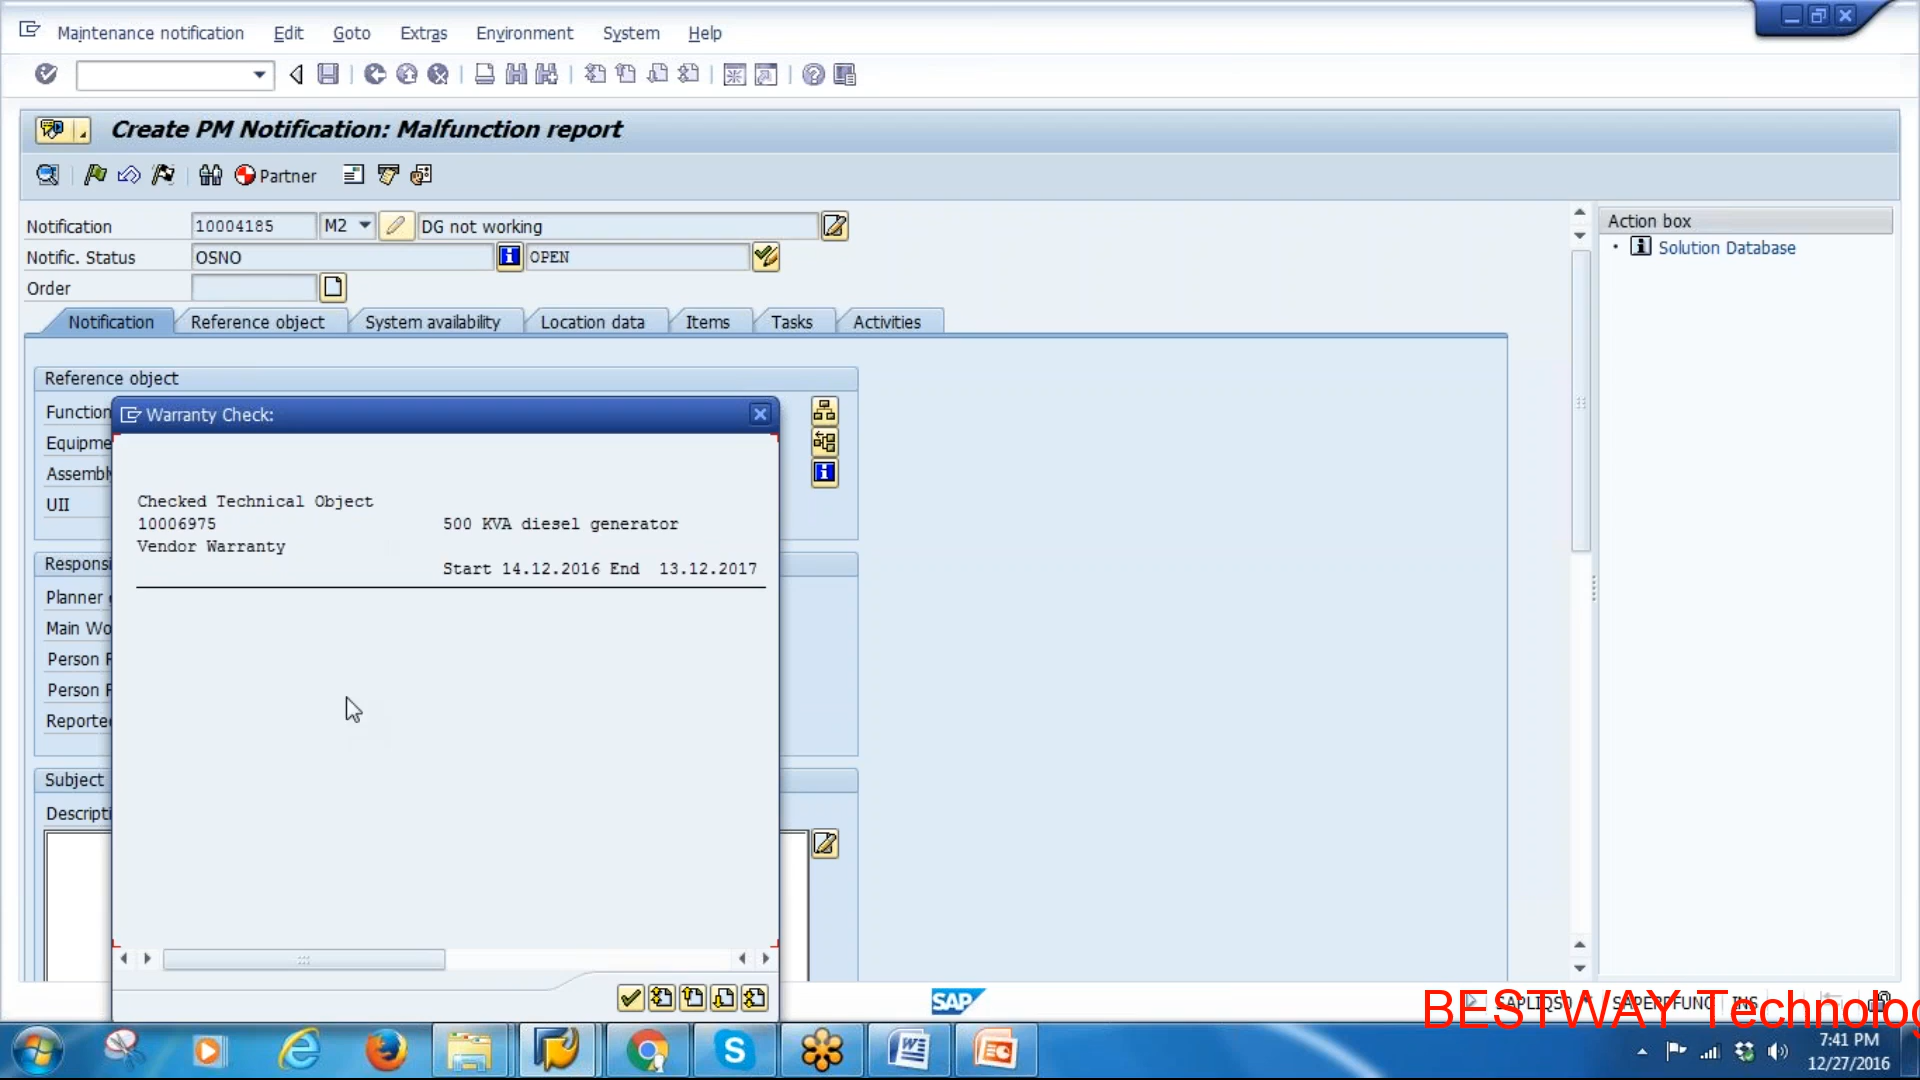 Maintenance notification Edit Goto Extras Environment System Help
Create PM Notification: Malfunction report
Partner
Notification 10004185 M2 DG not working
Notific. Status OSNO OPEN
Order
Notification Reference object System availability Location data Items Tasks Activities
Reference object
Function
Equipme
Assembly
UII
Warranty Check:
Checked Technical Object
10006975 500 KVA diesel generator
Vendor Warranty
Start 14.12.2016 End 13.12.2017
Responsi
Planner
Main Wo
Person
Person
Reported
Subject
Descripti
Action box
Solution Database
SAP
BESTWAY Technolog
7:41 PM
12/27/2016